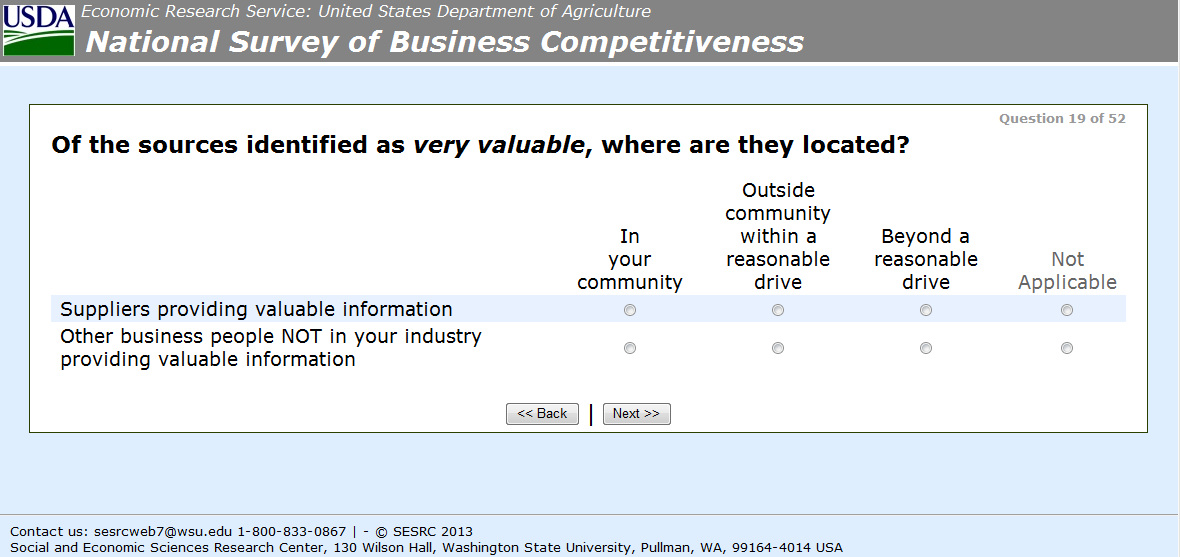 USDA
Economic Research Service: United States Department of Agriculture
National Survey of Business Competitiveness
Question 19 of 52
Of the sources identified as very valuable, where are they located?
In
your
community
Outside
community
within a
reasonable
drive
Beyond a
reasonable
drive
Not
Applicable
Suppliers providing valuable information
Other business people NOT in your industry
providing valuable information
<< Back | Next >>
Contact us: sesrcweb7@wsu.edu 1-800-833-0867 | - © SESRC 2013
Social and Economic Sciences Research Center, 130 Wilson Hall, Washington State University, Pullman, WA, 99164-4014 USA